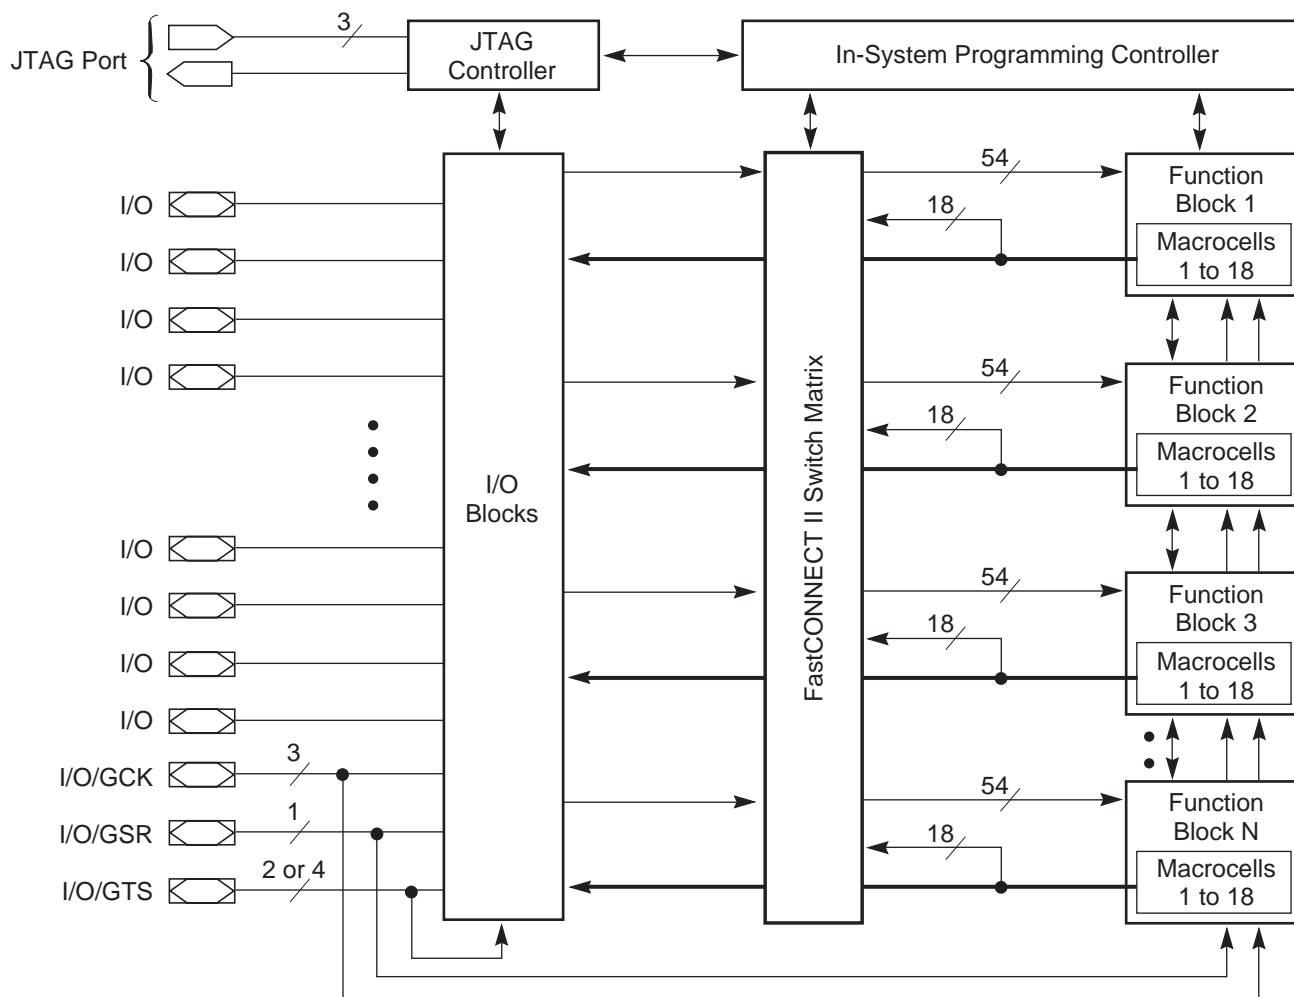 JTAG Port
3
JTAG
Controller
In-System Programming Controller
I/O
I/O
I/O
I/O
I/O
I/O
I/O
I/O
I/O/GCK
3
I/O/GSR
1
I/O/GTS
2 or 4
I/O
Blocks
FastCONNECT II Switch Matrix
54
18
Function
Block 1
Macrocells
1 to 18
54
18
Function
Block 2
Macrocells
1 to 18
54
18
Function
Block 3
Macrocells
1 to 18
54
18
Function
Block N
Macrocells
1 to 18